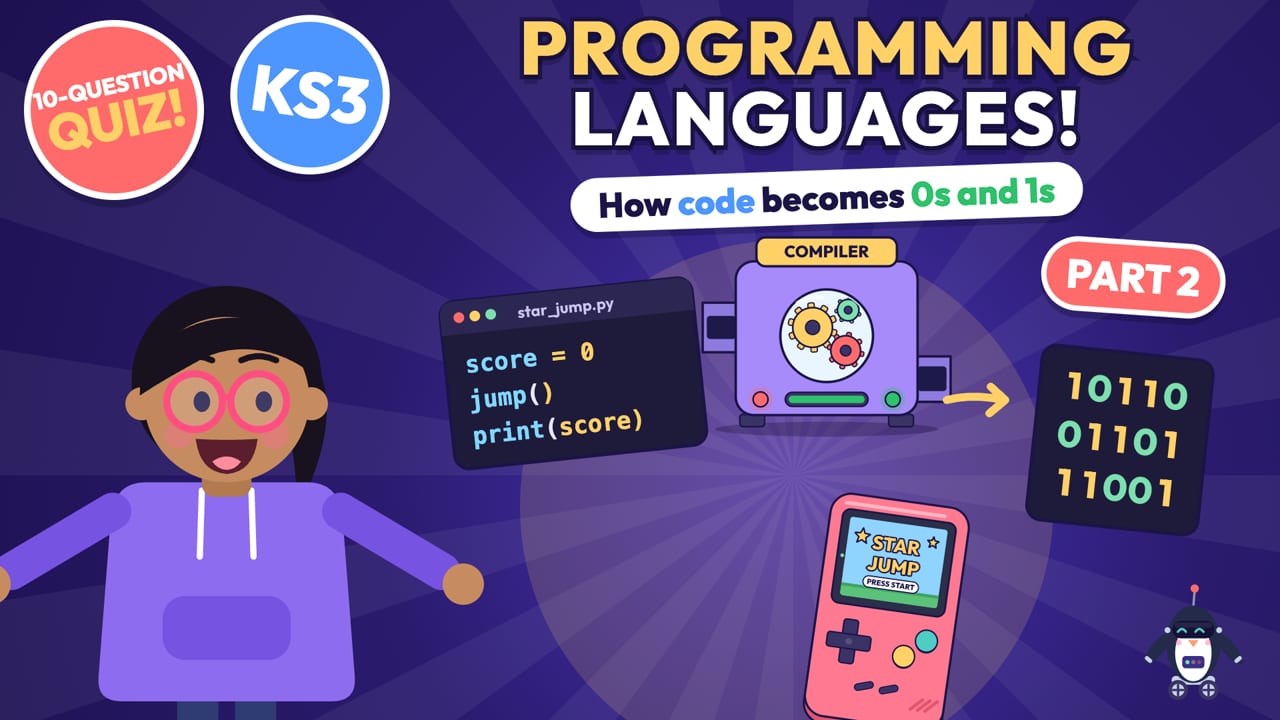 10-QUESTION
QUIZ!
KS3
PROGRAMMING
LANGUAGES!
How code becomes 0s and 1s
COMPILER
PART 2
star_jump.py
score = 0
jump()
print(score)
10110
01101
11001
STAR
JUMP
PRESS START